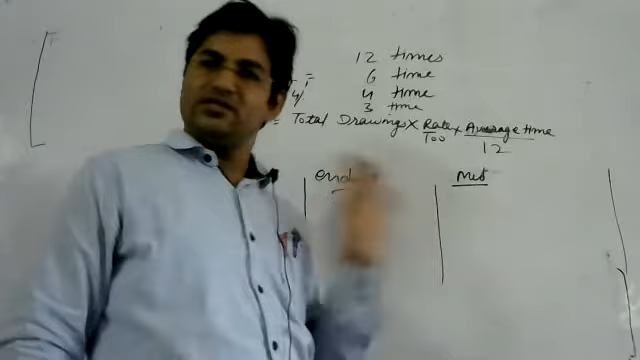 12 times
6 time
4 time
3 time
= Total Drawings x Rate/100 x Average time/12
end
Mid